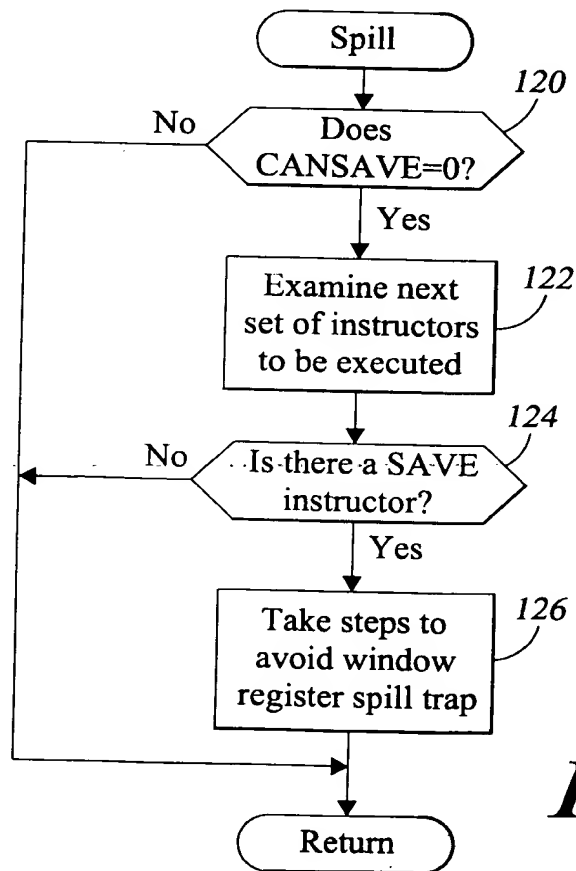 Spill
120
No
Does
CANSAVE=0?
Yes
Examine next
set of instructors
to be executed
122
124
No
Is there a SAVE
instructor?
Yes
Take steps to
avoid window
register spill trap
126
Return